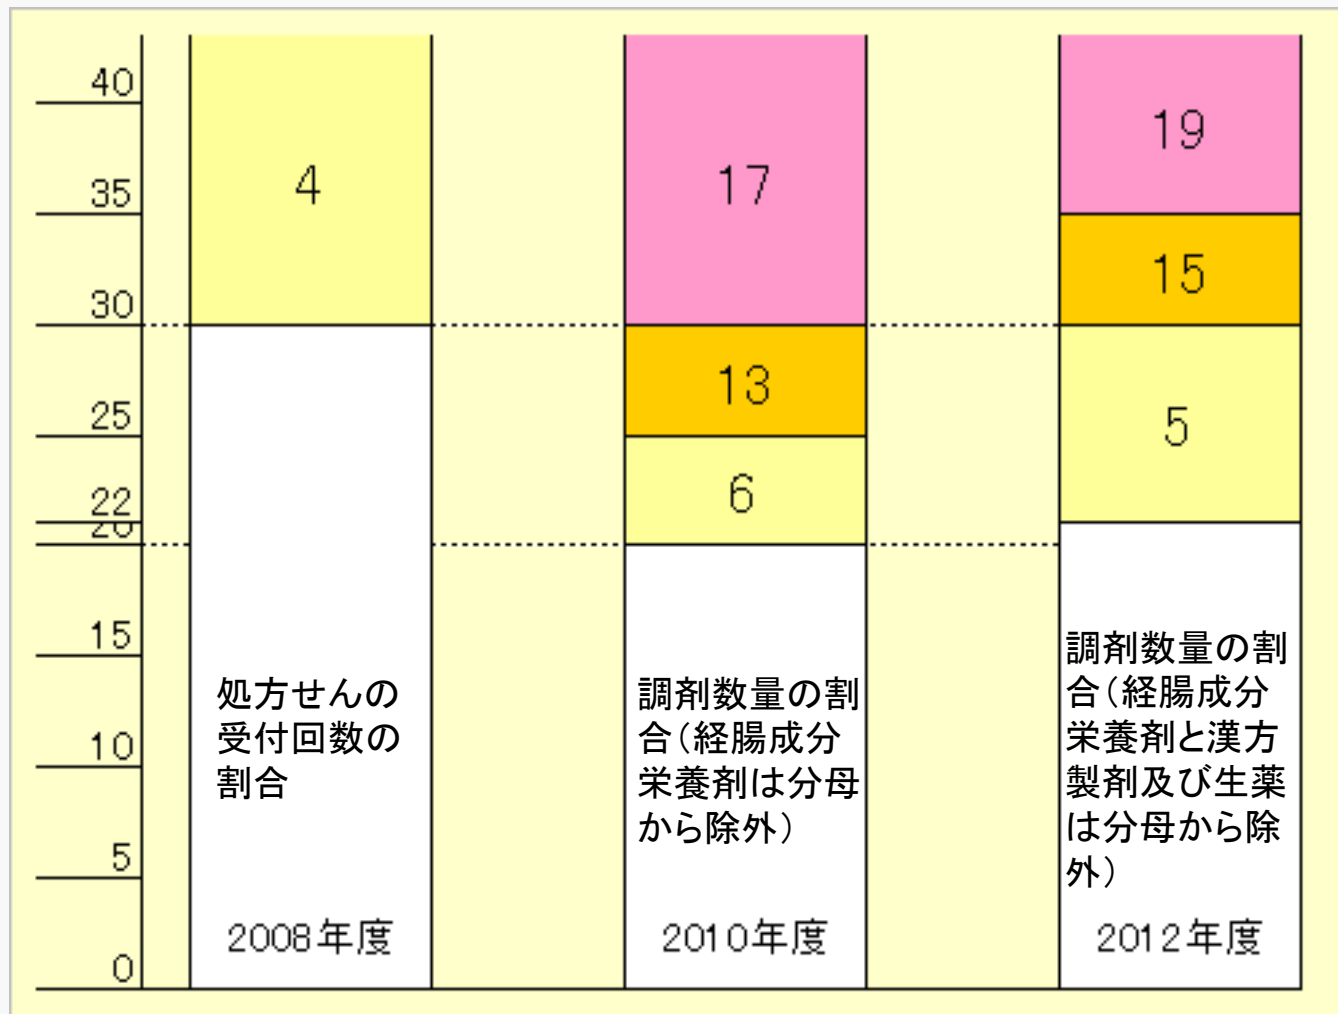 40
35
30
25
22
20
15
10
5
0
4
処方せんの
受付回数の
割合
2008年度
17
13
6
調剤数量の割
合（経腸成分
栄養剤は分母
から除外）
2010年度
19
15
5
調剤数量の割
合（経腸成分
栄養剤と漢方
製剤及び生薬
は分母から除
外）
2012年度